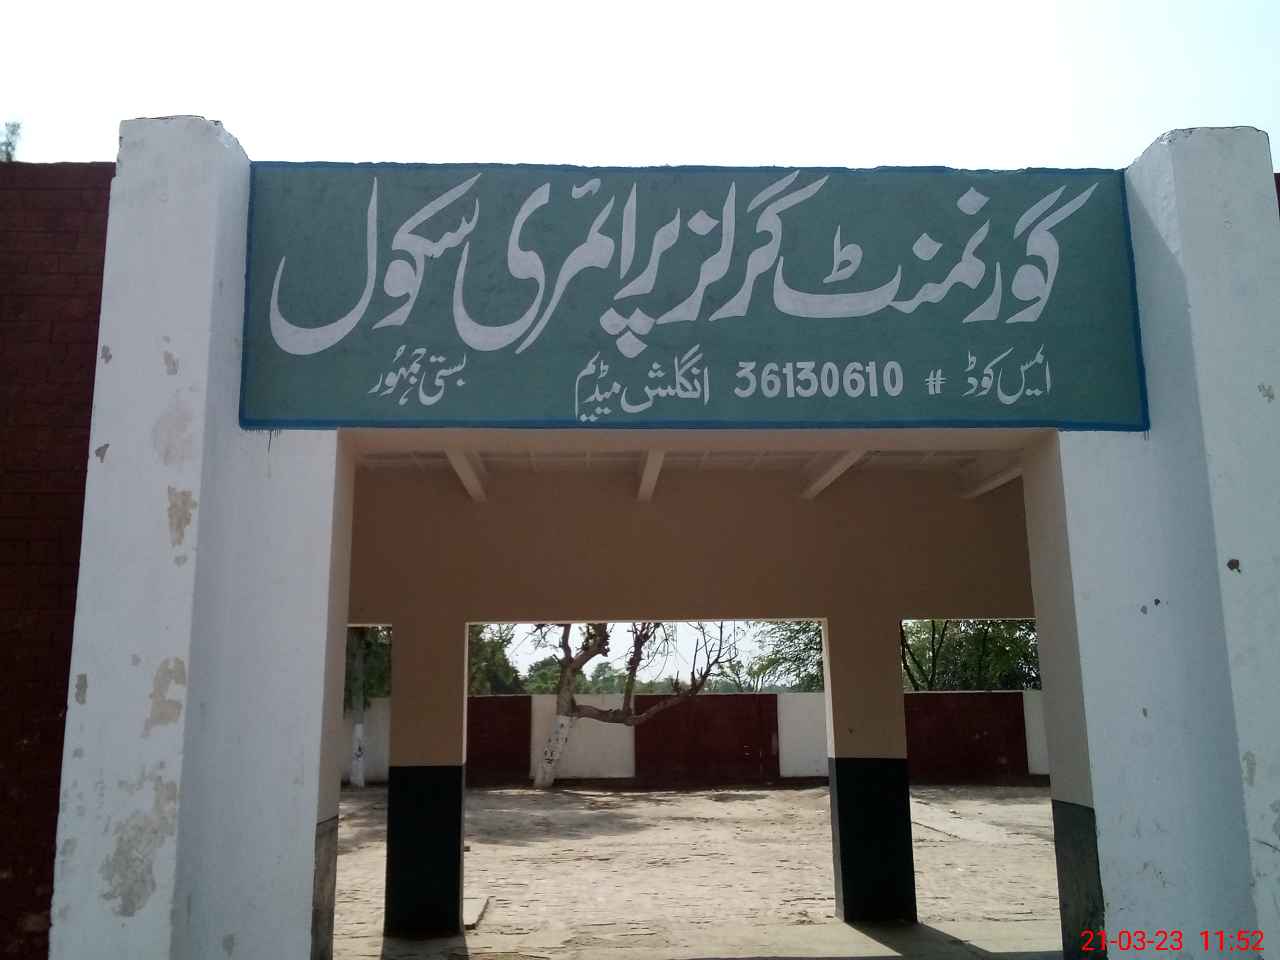 گورنمنٹ گرلز پرائمری سکول
ایمس کوڈ # 36130610 انگلش میڈیم بستی جمہور
21-03-23 11:52